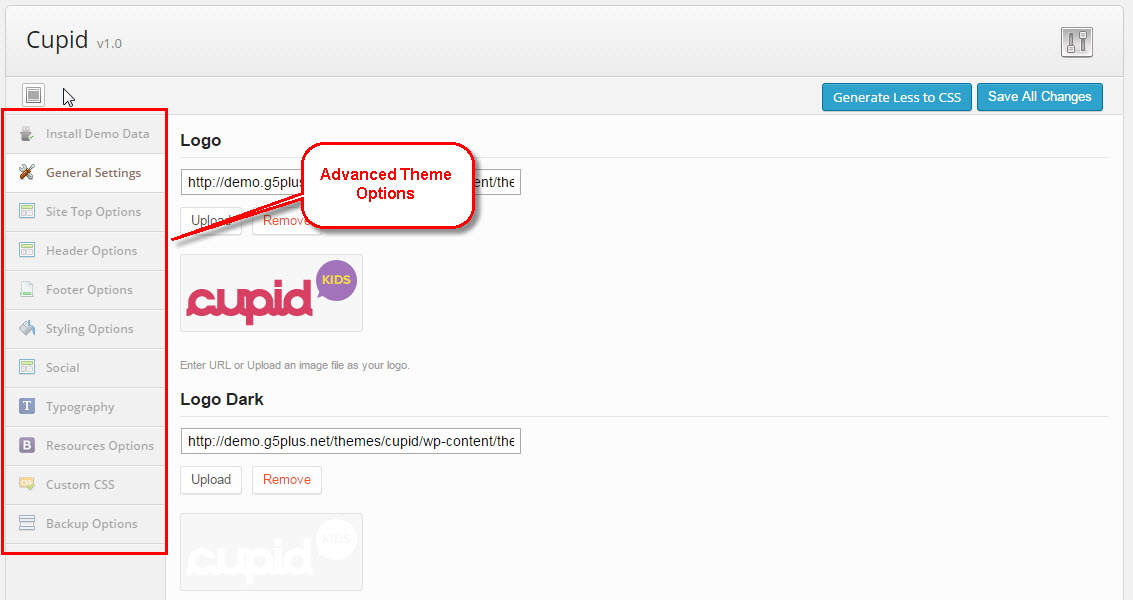 Cupid v1.0
Generate Less to CSS
Save All Changes
Install Demo Data
General Settings
Site Top Options
Header Options
Footer Options
Styling Options
Social
T
Typography
B
Resources Options
CSS
Custom CSS
Backup Options
Logo
http://demo.g5plus
ent/the
Advanced Theme
Options
Upload
Remove
cupid
KIDS
Enter URL or Upload an image file as your logo.
Logo Dark
http://demo.g5plus.net/themes/cupid/wp-content/the
Upload
Remove
cupid
KIDS